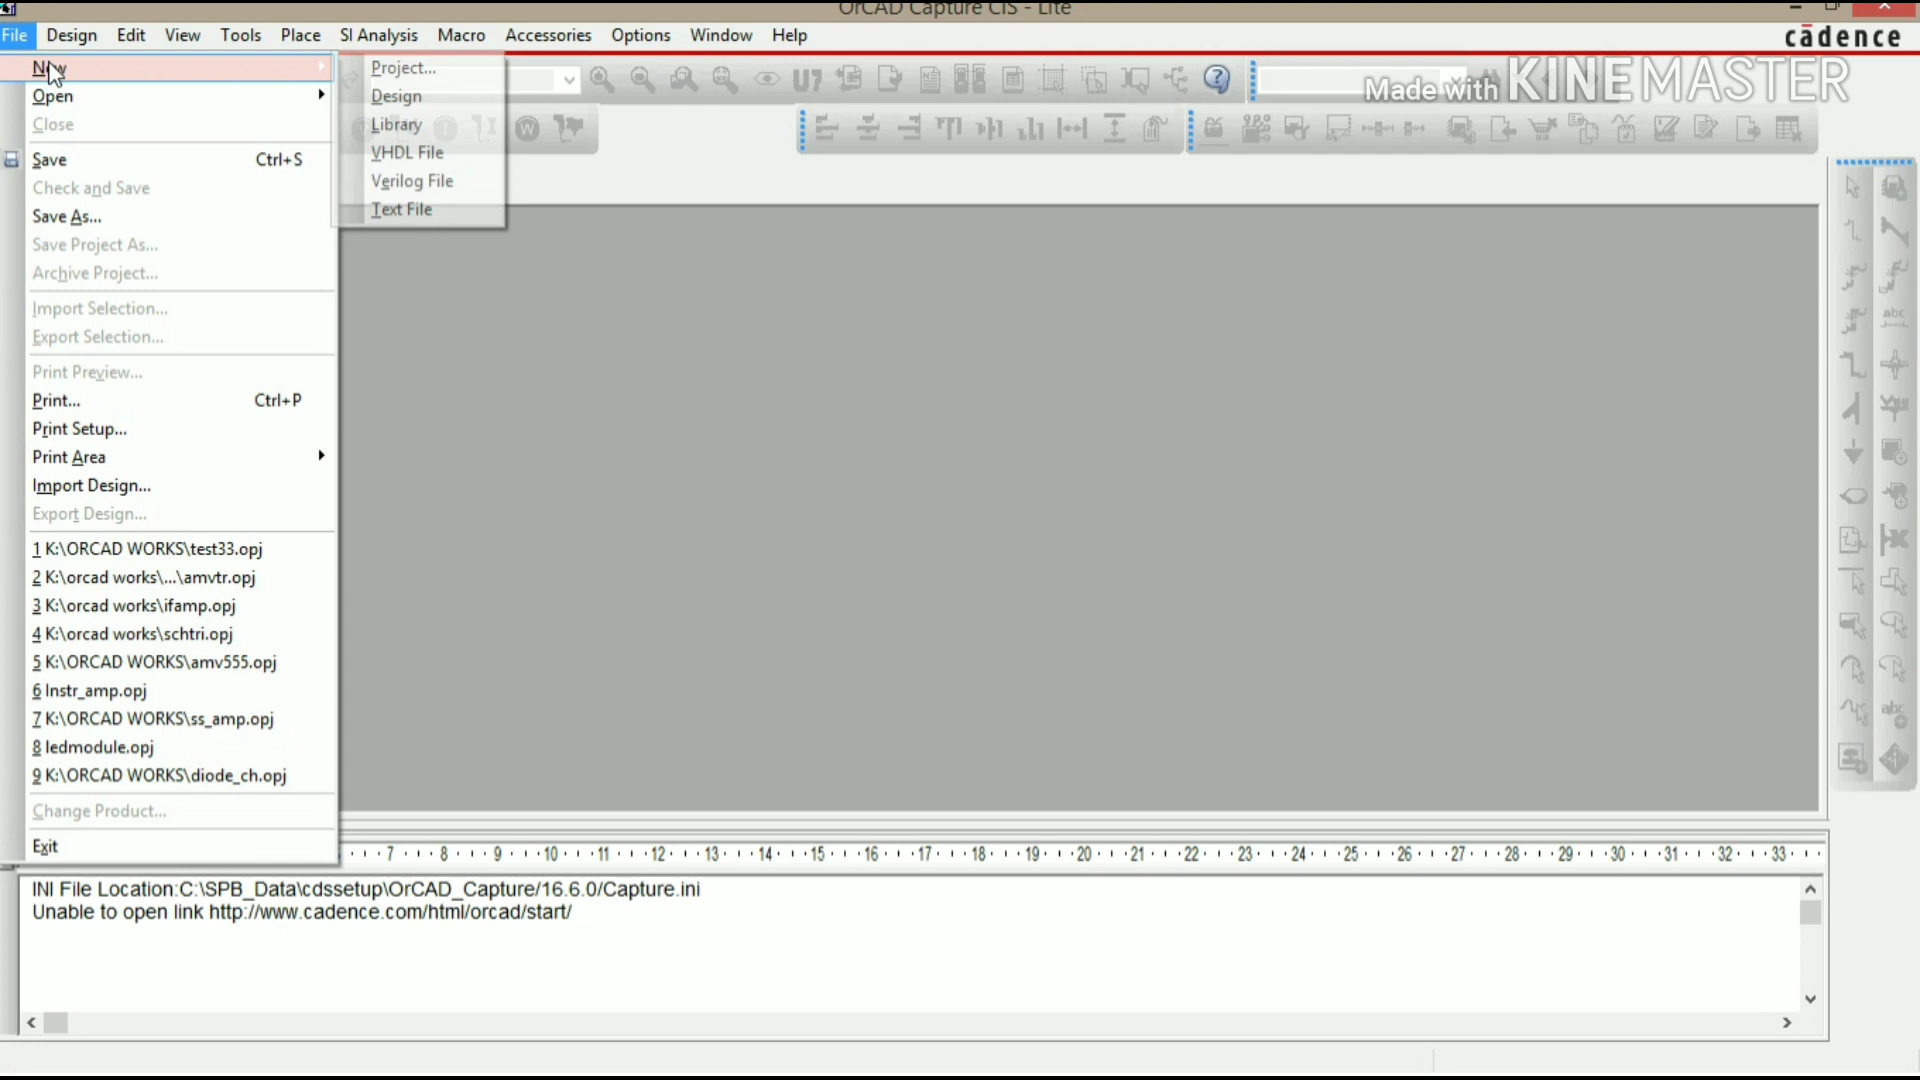 OrCAD Capture CIS - Lite
File Design Edit View Tools Place SI Analysis Macro Accessories Options Window Help
cādence
Made with KINEMASTER
New
Open
Close
Save Ctrl+S
Check and Save
Save As...
Save Project As...
Archive Project...
Import Selection...
Export Selection...
Print Preview...
Print... Ctrl+P
Print Setup...
Print Area
Import Design...
Export Design...
1 K:\ORCAD WORKS\test33.opj
2 K:\orcad works\...\amvtr.opj
3 K:\orcad works\ifamp.opj
4 K:\orcad works\schtri.opj
5 K:\ORCAD WORKS\amv555.opj
6 Instr_amp.opj
7 K:\ORCAD WORKS\ss_amp.opj
8 ledmodule.opj
9 K:\ORCAD WORKS\diode_ch.opj
Change Product...
Exit
Project...
Design
Library
VHDL File
Verilog File
Text File
U?
W
abc
abc
7 8 9 10 11 12 13 14 15 16 17 18 19 20 21 22 23 24 25 26 27 28 29 30 31 32 33
INI File Location:C:\SPB_Data\cdssetup\OrCAD_Capture/16.6.0/Capture.ini
Unable to open link http://www.cadence.com/html/orcad/start/